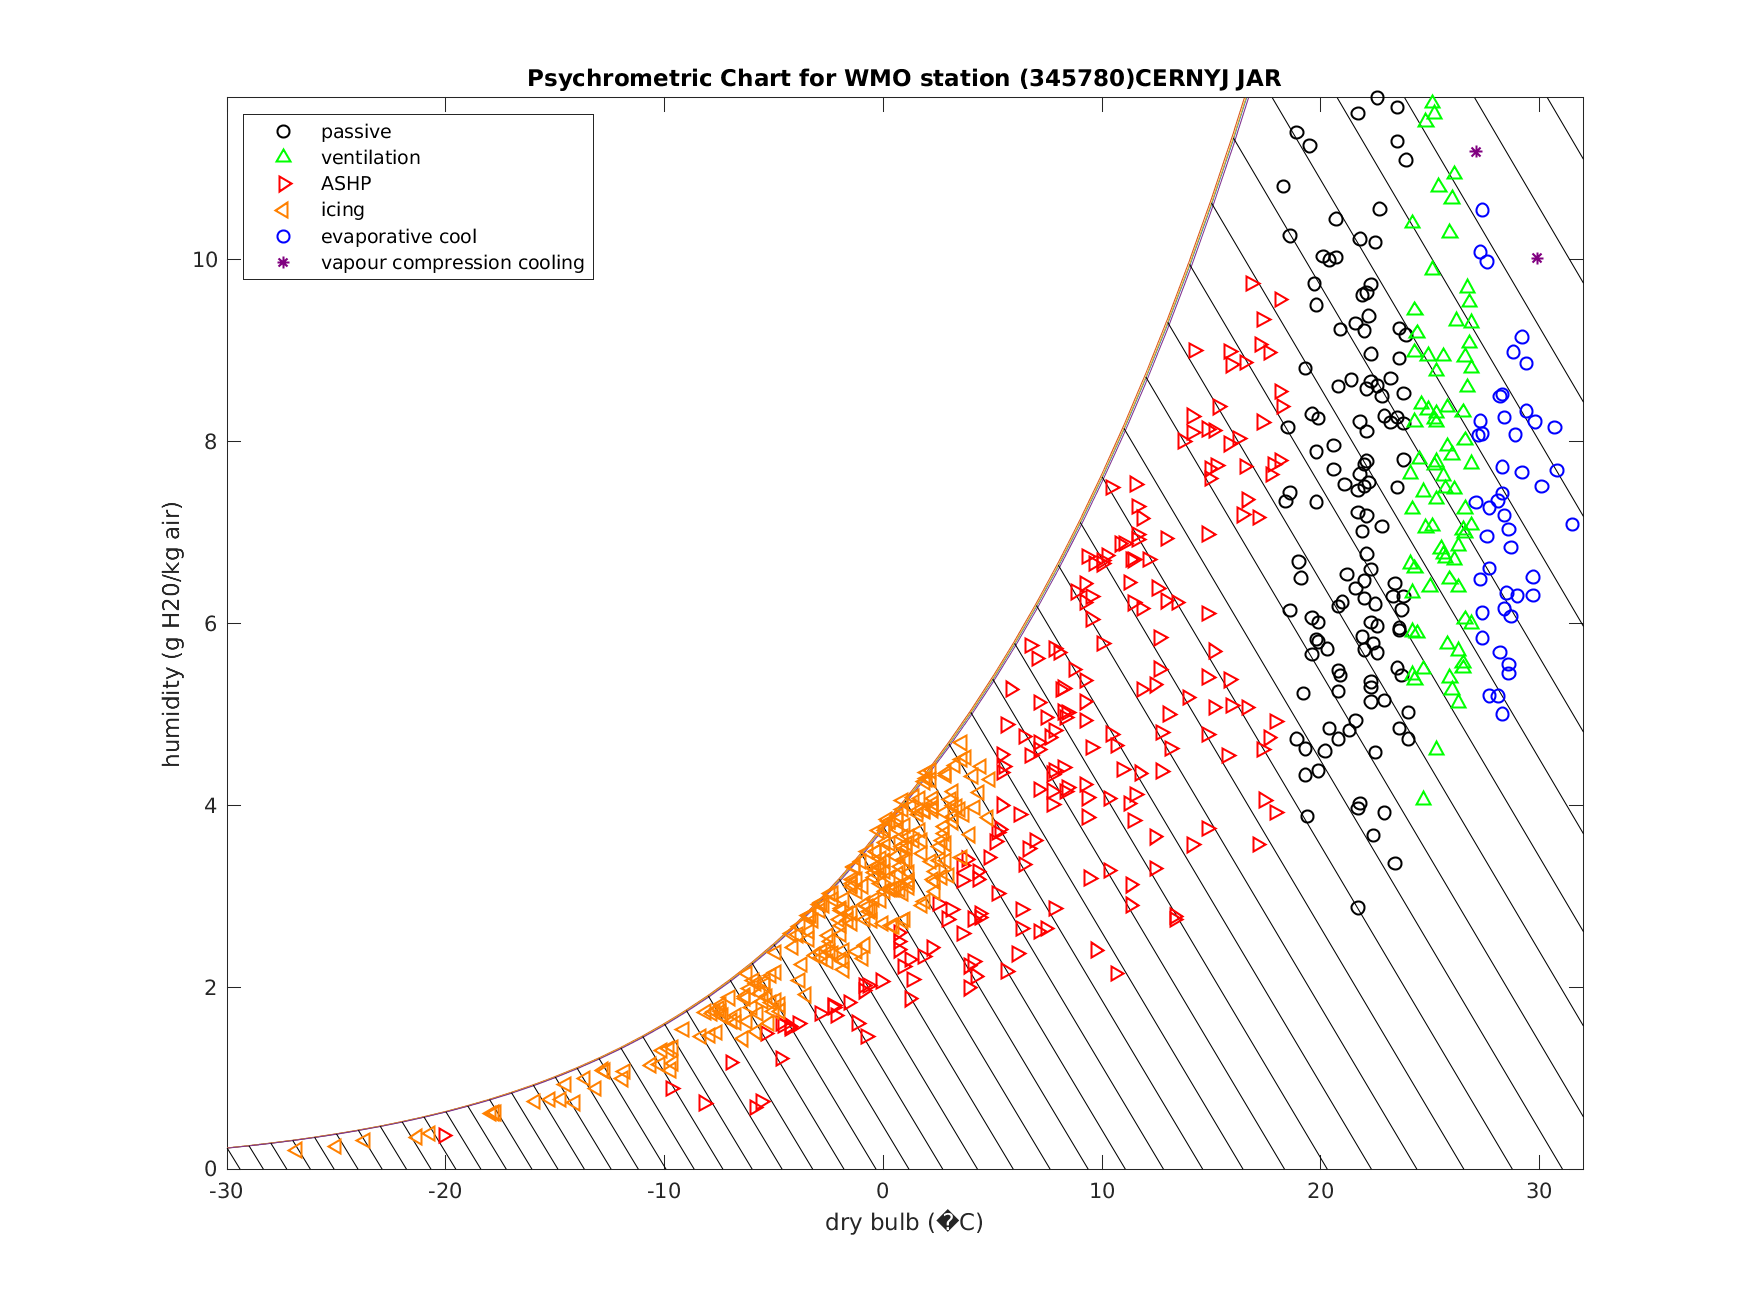 Psychrometric Chart for WMO station (345780)CERNYJ JAR
passive
ventilation
ASHP
icing
evaporative cool
vapour compression cooling
humidity (g H20/kg air)
10
8
6
4
2
0
-30 -20 -10 0 10 20 30
dry bulb (�C)